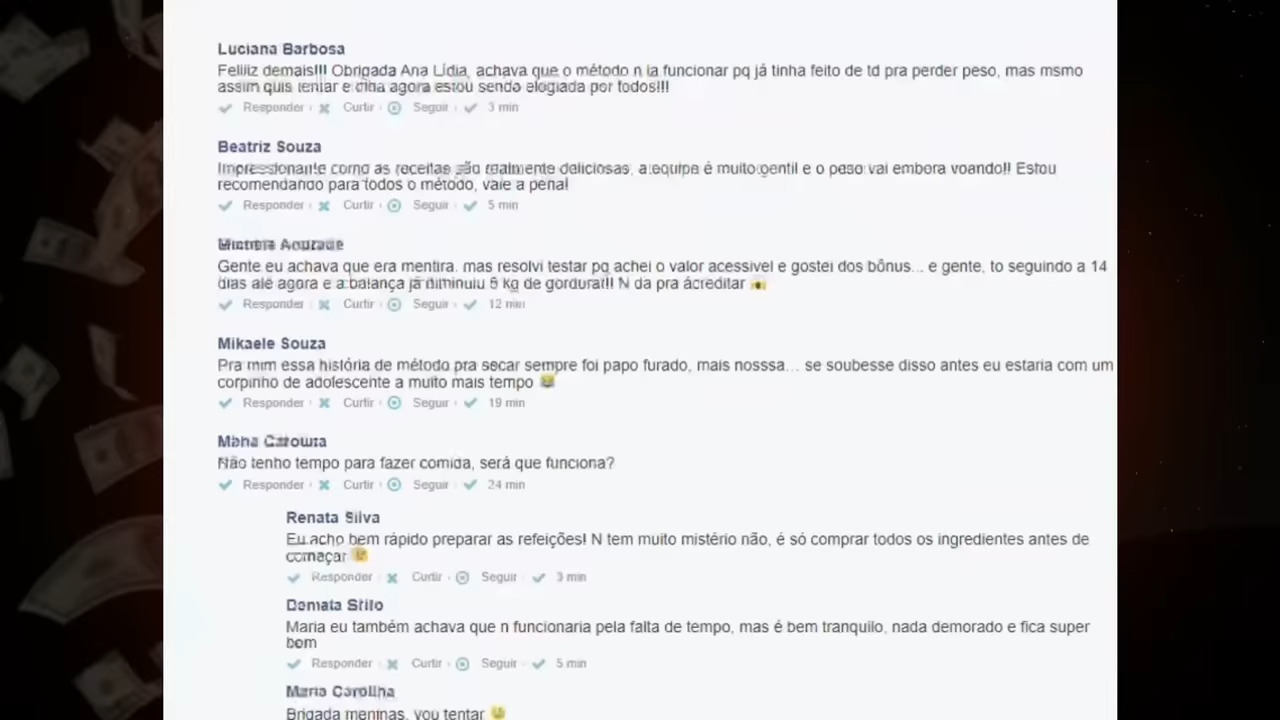 Luciana Barbosa
Feliiiz demais!!! Obrigada Ana Lídia, achava que o método n ia funcionar pq já tinha feito de td pra perder peso, mas msmo
assim quis tentar e olha agora estou sendo elogiada por todos!!!
Responder Curtir Seguir 3 min
Beatriz Souza
Impressionante como as receitas são realmente deliciosas, a equipe é muito gentil e o peso vai embora voando!! Estou
recomendando para todos o método, vale a pena!
Responder Curtir Seguir 5 min
Gente eu achava que era mentira, mas resolvi testar pq achei o valor acessivel e gostei dos bônus... e gente, to seguindo a 14
dias até agora e a balança já diminuiu 5 kg de gordura!!! N da pra acreditar
Responder Curtir Seguir 12 min
Mikaele Souza
Pra mim essa história de método pra secar sempre foi papo furado, mais nosssa... se soubesse disso antes eu estaria com um
corpinho de adolescente a muito mais tempo
Responder Curtir Seguir 19 min
Não tenho tempo para fazer comida, será que funciona?
Responder Curtir Seguir 24 min
Renata Silva
Eu acho bem rápido preparar as refeições! N tem muito mistério não, é só comprar todos os ingredientes antes de
começar
Responder Curtir Seguir 3 min
Maria eu também achava que n funcionaria pela falta de tempo, mas é bem tranquilo, nada demorado e fica super
bom
Responder Curtir Seguir 5 min
Maria Carolina
Brigada meninas, vou tentar